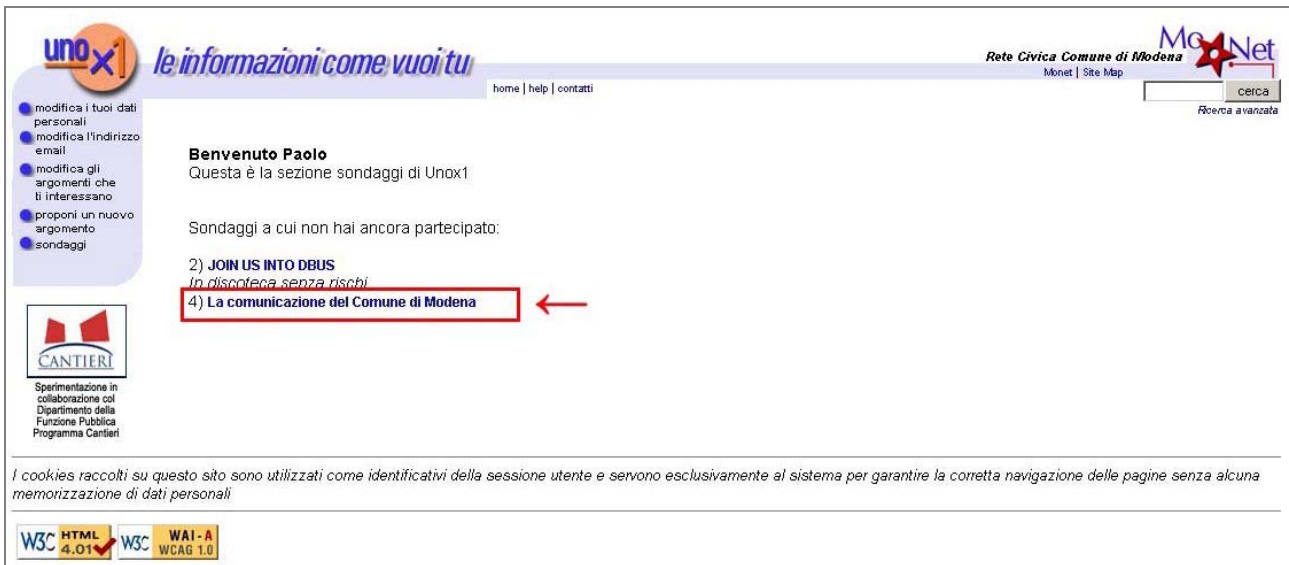 unox1
le informazioni come vuoi tu
Mo Net
Rete Civica Comune di Modena
Monet | Site Map
home | help | contatti
cerca
Ricerca avanzata
modifica i tuoi dati
personali
modifica l'indirizzo
email
modifica gli
argomenti che
ti interessano
proponi un nuovo
argomento
sondaggi
Benvenuto Paolo
Questa è la sezione sondaggi di Unox1
Sondaggi a cui non hai ancora partecipato:
2) JOIN US INTO DBUS
In discoteca senza rischi
4) La comunicazione del Comune di Modena
CANTIERI
Sperimentazione in
collaborazione col
Dipartimento della
Funzione Pubblica
Programma Cantieri
I cookies raccolti su questo sito sono utilizzati come identificativi della sessione utente e servono esclusivamente al sistema per garantire la corretta navigazione delle pagine senza alcuna
memorizzazione di dati personali
W3C HTML 4.01
W3C WAI-A WCAG 1.0